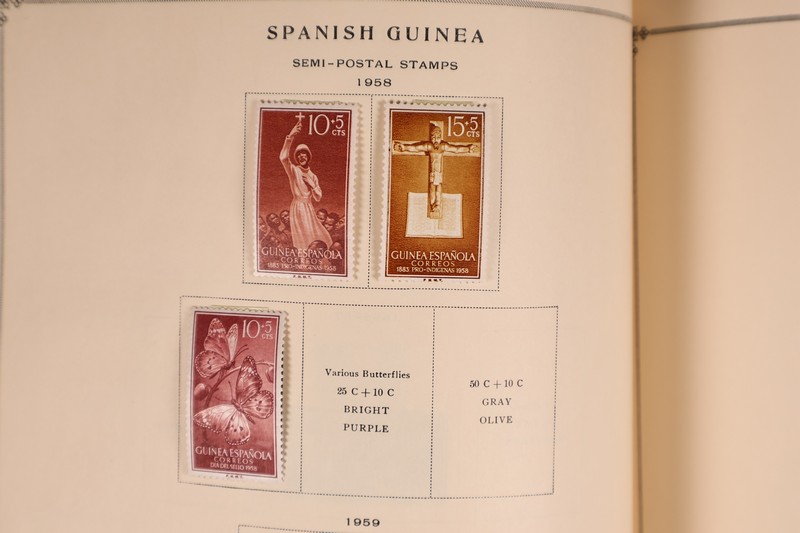 SPANISH GUINEA
SEMI-POSTAL STAMPS
1958
10+5
CTS
GUINEA ESPAÑOLA
CORREOS
1883 PRO-INDIGENAS 1958
F.N.M.T.
15+5
CTS
GUINEA ESPAÑOLA
CORREOS
1883 PRO-INDIGENAS 1958
F.N.M.T.
10+5
CTS
GUINEA ESPAÑOLA
CORREOS
DIA DEL SELLO 1958
F.N.M.T.
Various Butterflies
25 C + 10 C
BRIGHT
PURPLE
50 C + 10 C
GRAY
OLIVE
1959